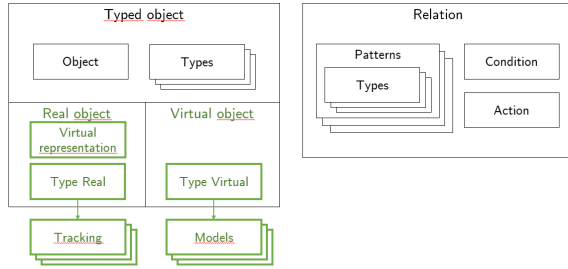 Typed object
Object
Types
Real object
Virtual object
Virtual
representation
Type Real
Type Virtual
Tracking
Models
Relation
Patterns
Types
Condition
Action